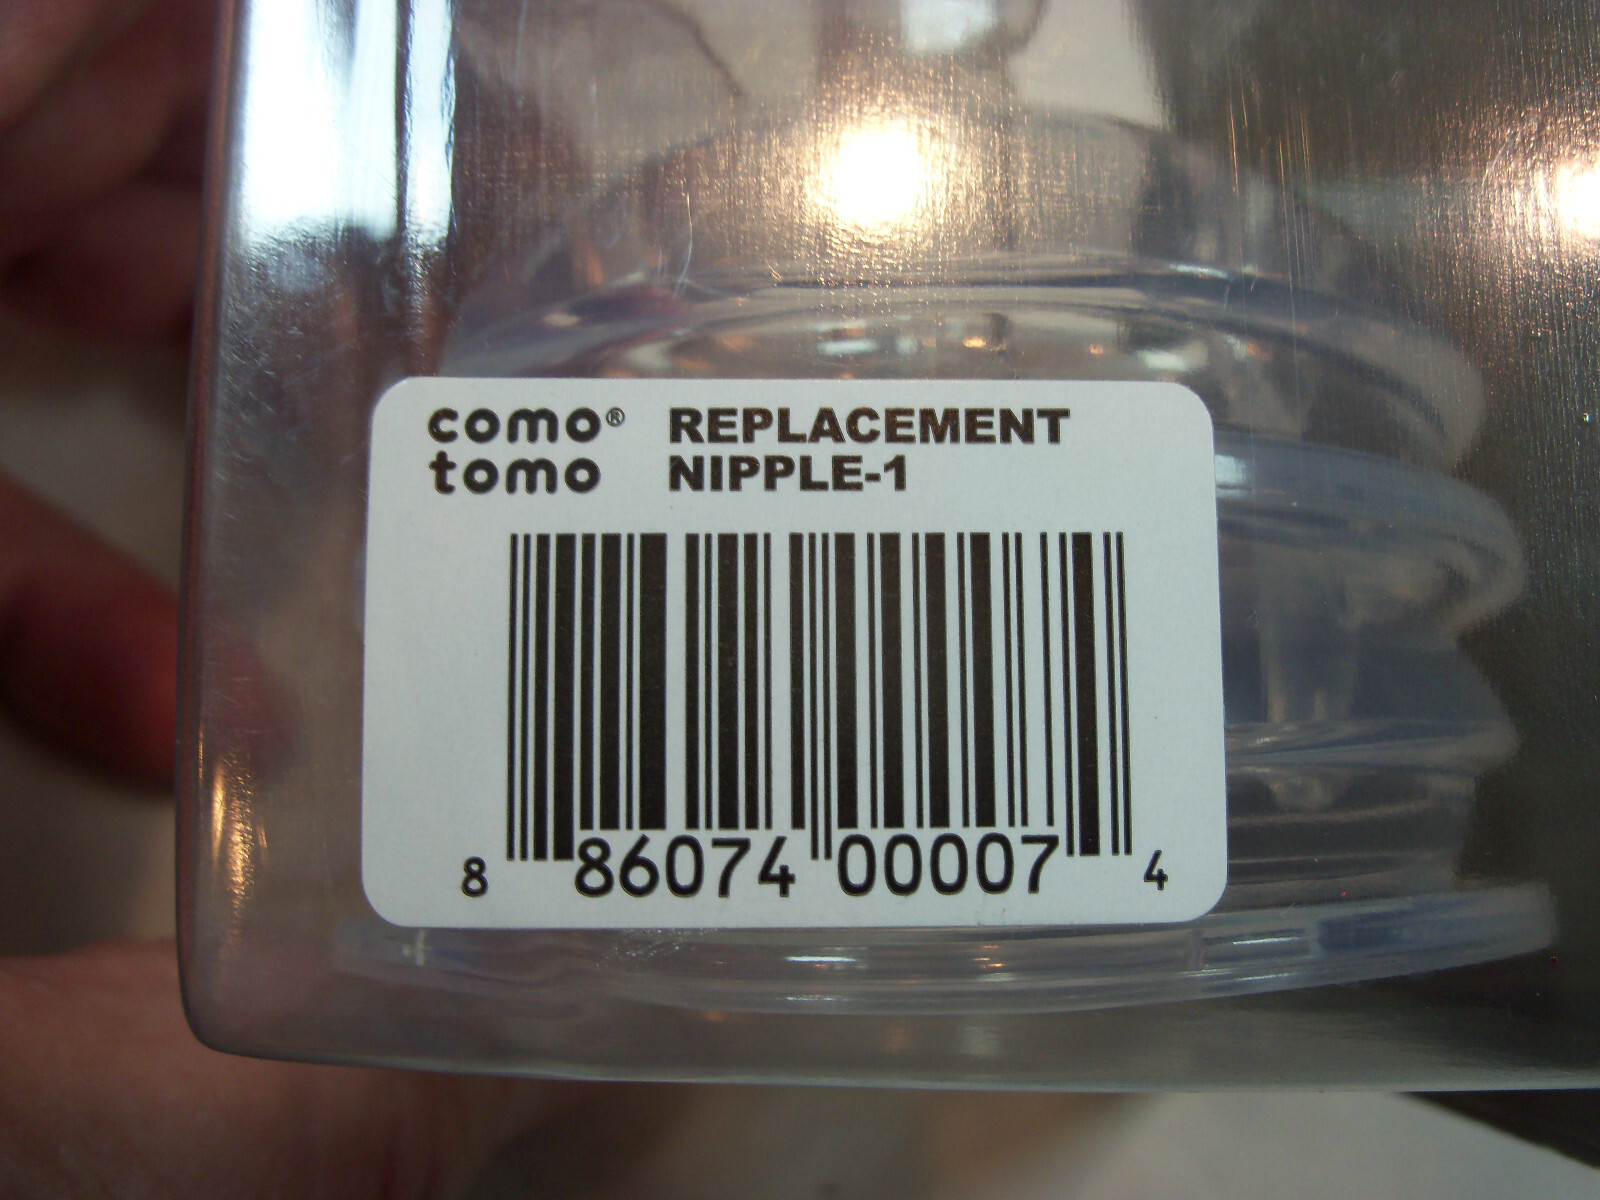 como® REPLACEMENT
tomo NIPPLE-1
8 86074 00007 4